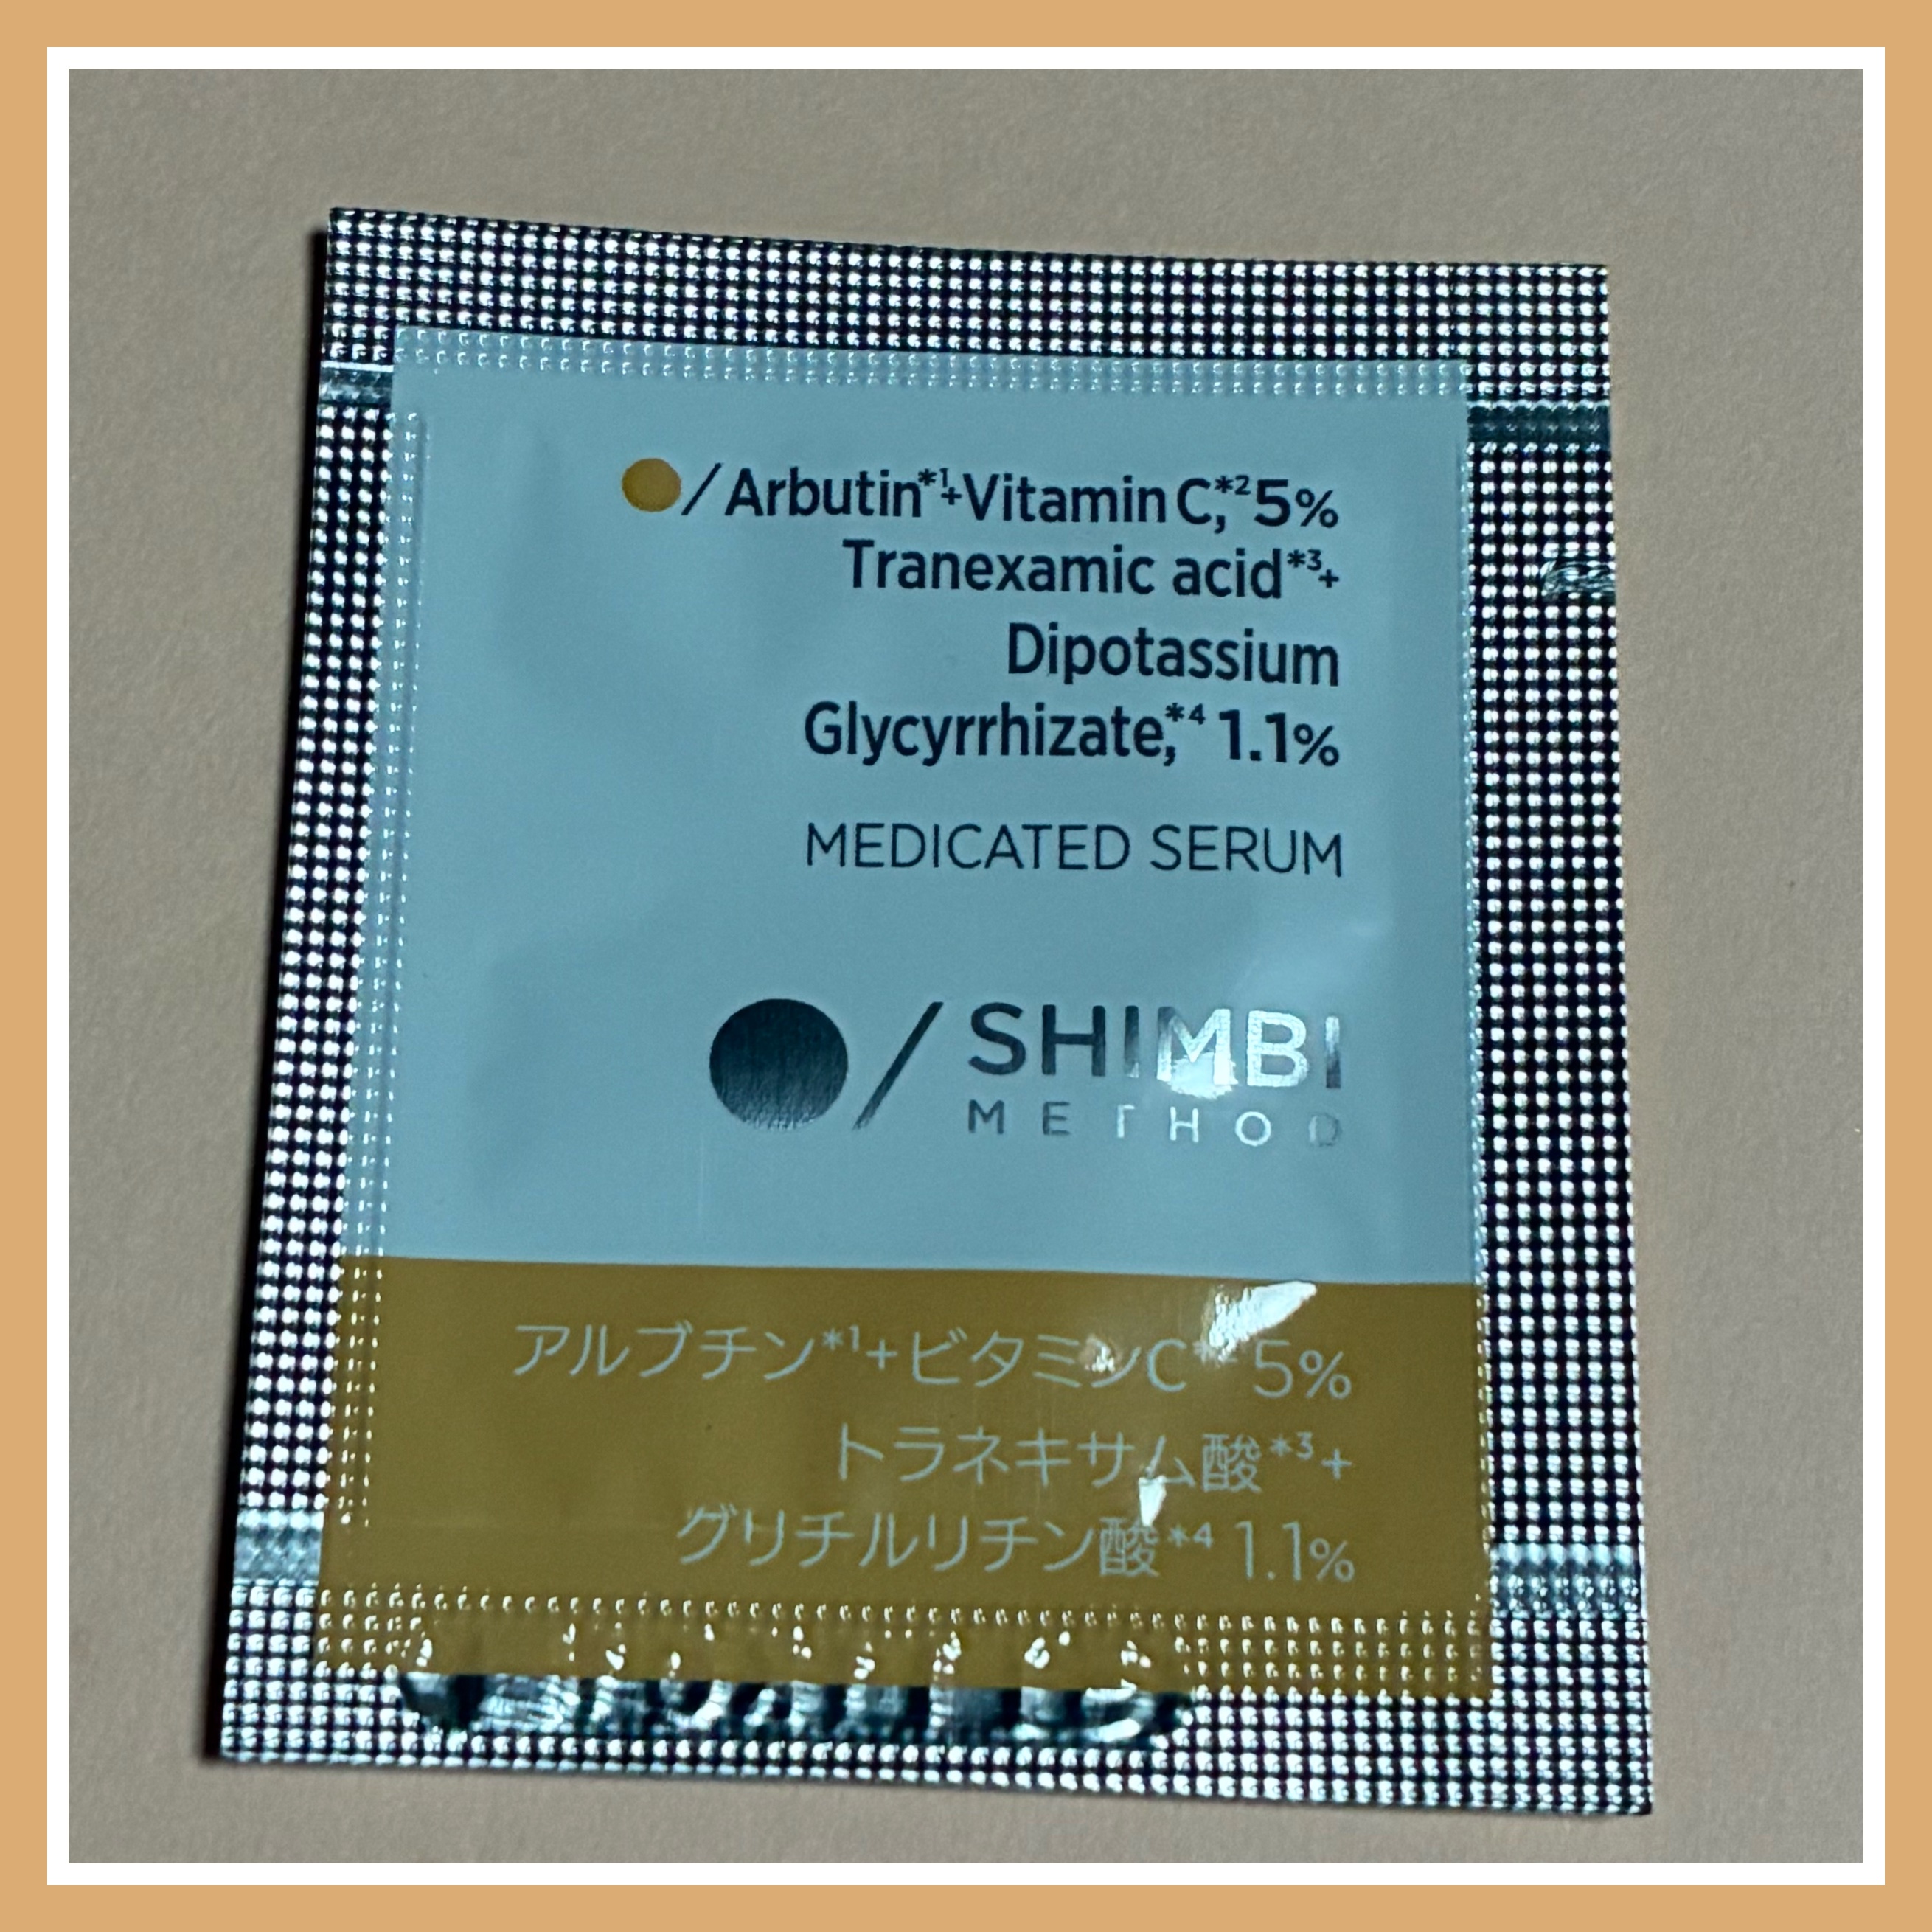 /Arbutin*1+Vitamin C,*2 5%
Tranexamic acid*3+
Dipotassium
Glycyrrhizate,*4 1.1%
MEDICATED SERUM
SHIMBI
METHOD
アルブチン*1+ビタミンC 5%
トラネキサム酸*3+
グリチルリチン酸*4 1.1%